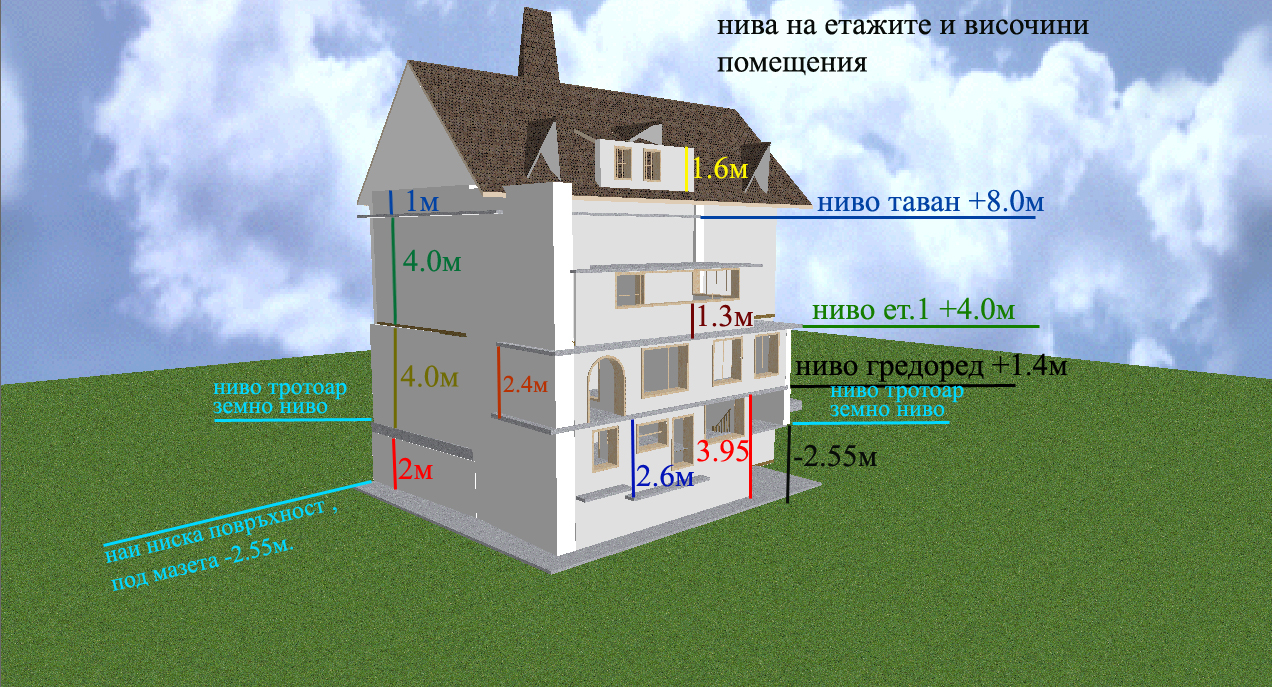 нива на етажите и височини
помещения
1.6м
1м
ниво таван +8.0м
4.0м
1.3м
ниво ет.1 +4.0м
4.0м
2.4м
ниво гредоред +1.4м
ниво тротоар
земно ниво
ниво тротоар
земно ниво
2м
2.6м
3.95
-2.55м
наи ниска повръхност ,
под мазета -2.55м.